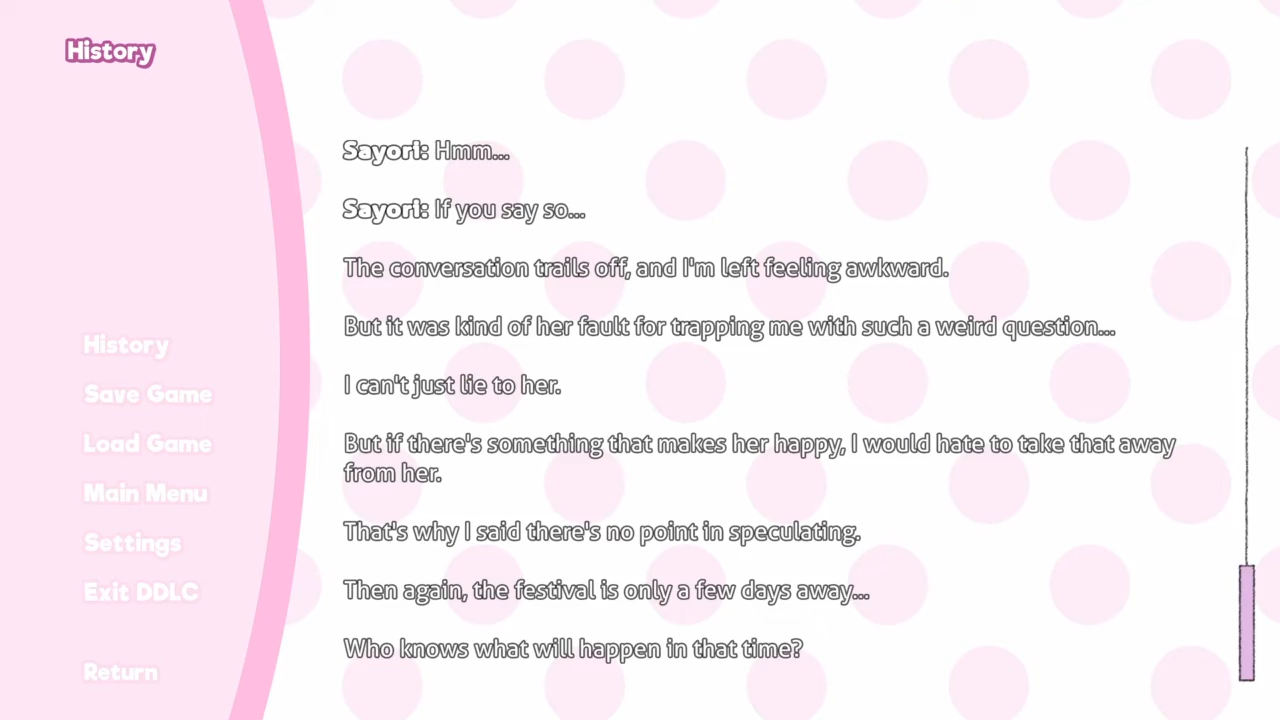 History
History
Save Game
Load Game
Main Menu
Settings
Exit DDLC
Return
Sayori: Hmm...
Sayori: If you say so...
The conversation trails off, and I'm left feeling awkward.
But it was kind of her fault for trapping me with such a weird question...
I can't just lie to her.
But if there's something that makes her happy, I would hate to take that away
from her.
That's why I said there's no point in speculating.
Then again, the festival is only a few days away...
Who knows what will happen in that time?